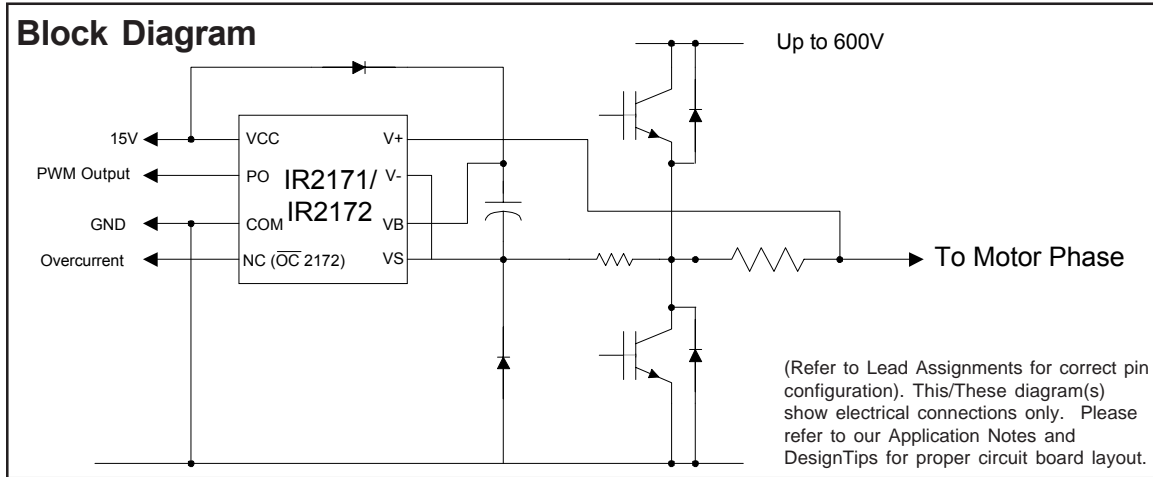 Block Diagram
Up to 600V
15V
VCC
V+
PWM Output
PO
IR2171/
IR2172
V-
GND
COM
VB
Overcurrent
NC (O̅C̅ 2172)
VS
To Motor Phase
(Refer to Lead Assignments for correct pin
configuration). This/These diagram(s)
show electrical connections only. Please
refer to our Application Notes and
DesignTips for proper circuit board layout.